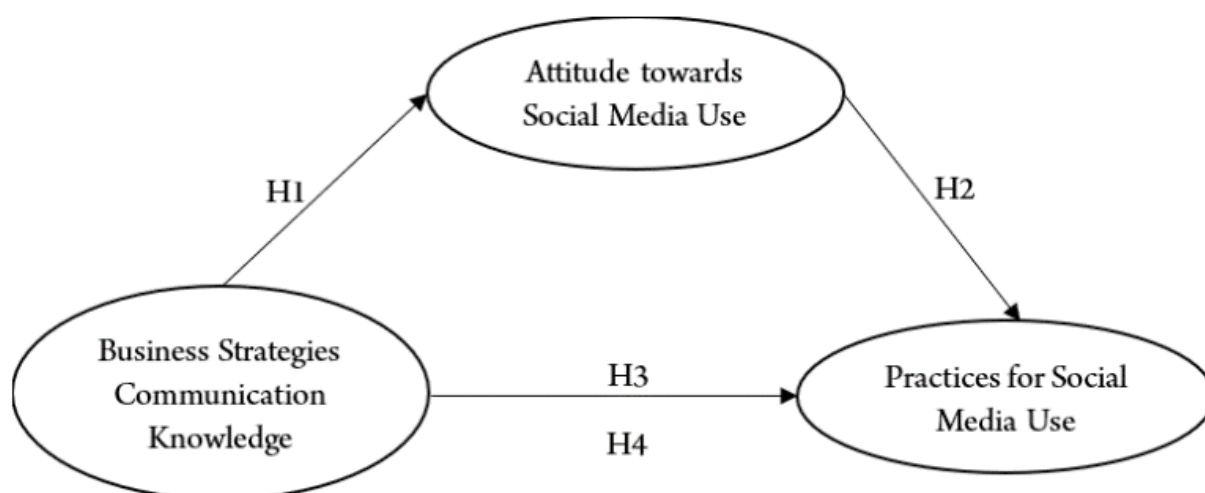 Attitude towards
Social Media Use
H1
H2
Business Strategies
Communication
Knowledge
H3
H4
Practices for Social
Media Use